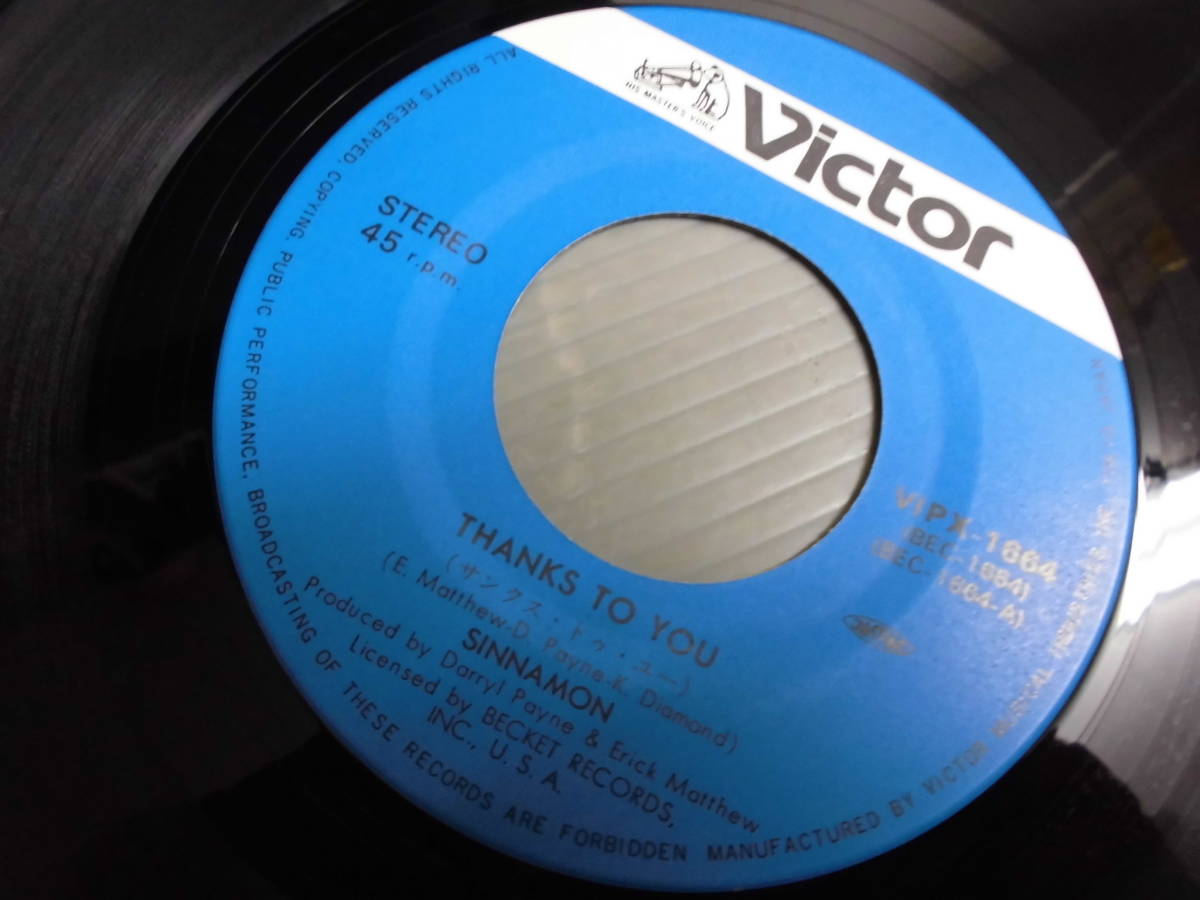 HIS MASTER'S VOICE
Victor
STEREO
45 r.p.m.
VIPX-1664
(BEC-1664)
(BEC-1664-A)
THANKS TO YOU
(サンクス・トゥ・ユー)
(E. Matthew-D. Payne-K. Diamond)
SINNAMON
Produced by Darryl Payne & Erick Matthew
Licensed by BECKET RECORDS,
INC., U. S. A.
ALL RIGHTS RESERVED, COPYING, PUBLIC PERFORMANCE, BROADCASTING OF THESE RECORDS ARE FORBIDDEN MANUFACTURED BY VICTOR MUSICAL INDUSTRIES